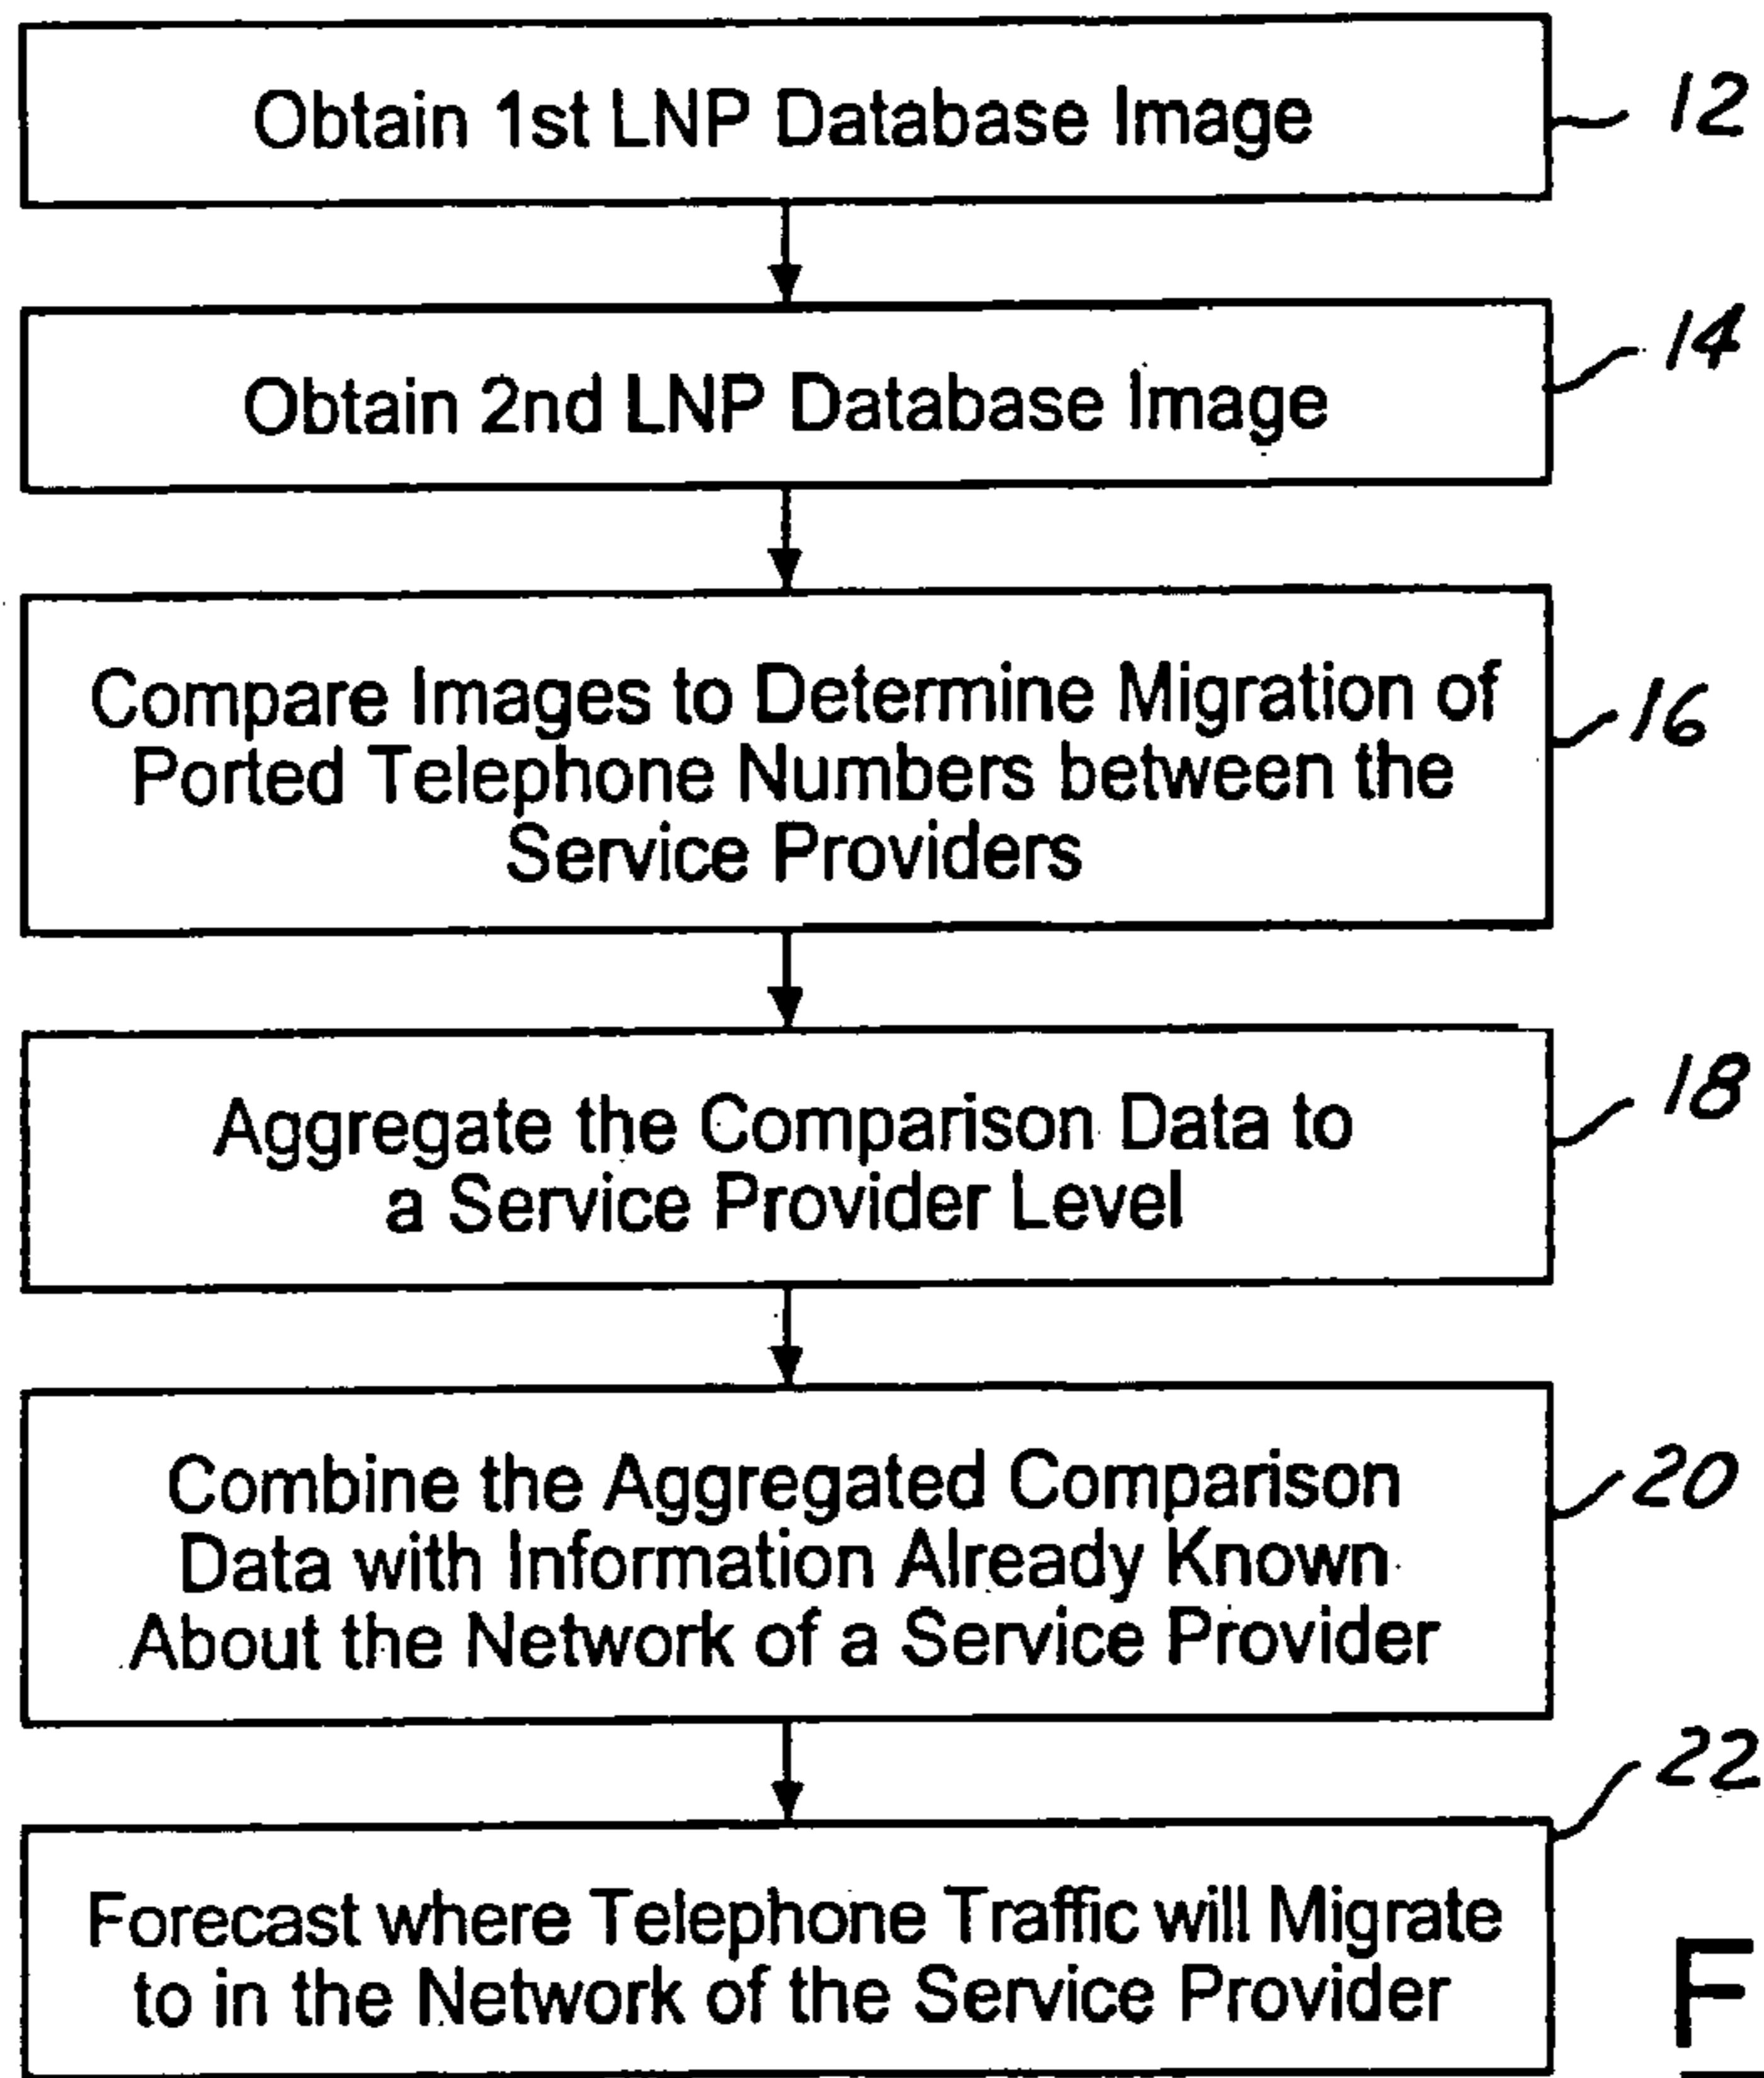 Obtain 1st LNP Database Image
12
Obtain 2nd LNP Database Image
14
Compare Images to Determine Migration of
Ported Telephone Numbers between the
Service Providers
16
Aggregate the Comparison Data to
a Service Provider Level
18
Combine the Aggregated Comparison
Data with Information Already Known
About the Network of a Service Provider
20
Forecast where Telephone Traffic will Migrate
to in the Network of the Service Provider
22
F